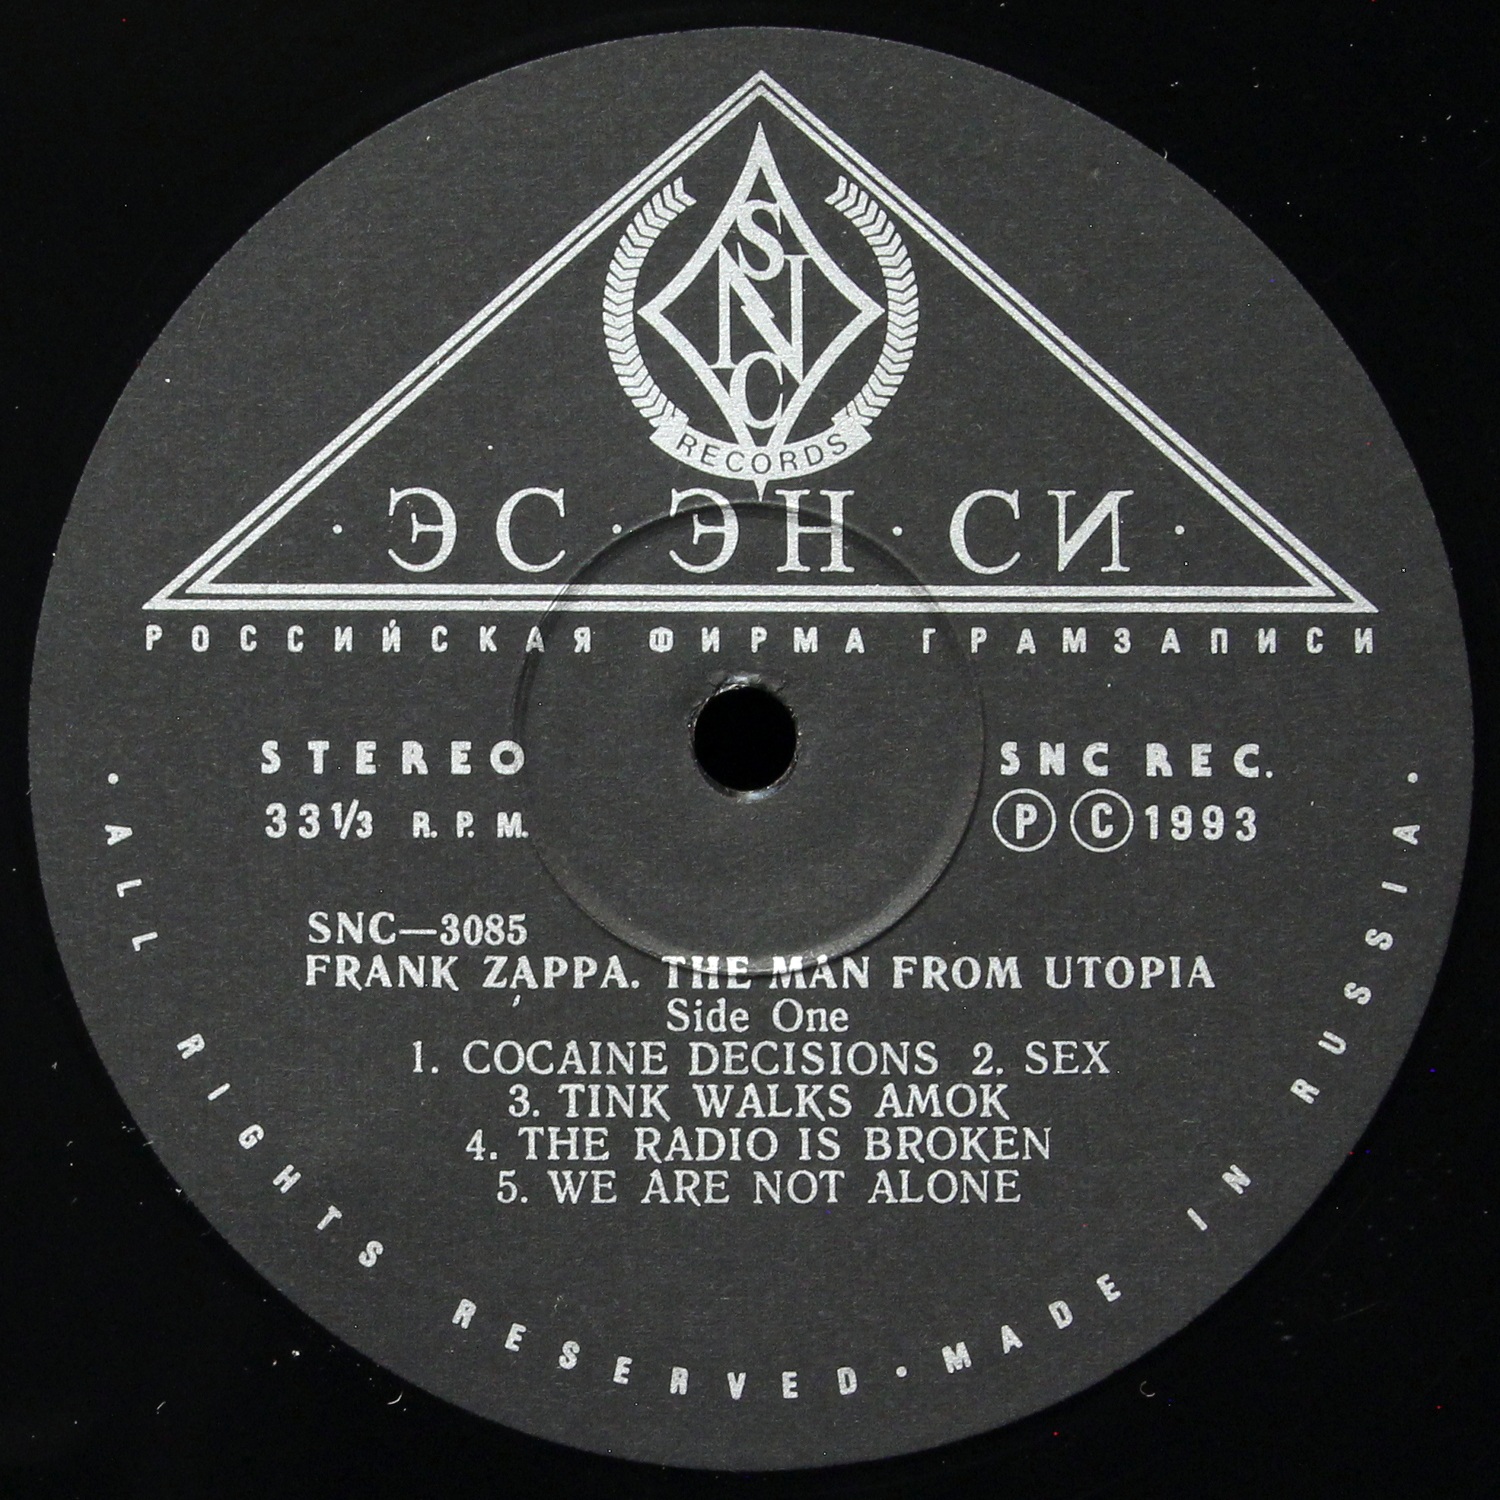 SNC
RECORDS
· ЭС · ЭН · СИ ·
РОССИЙСКАЯ ФИРМА ГРАМЗАПИСИ
STEREO
SNC REC.
33 1/3 R. P. M.
Ⓟ Ⓒ 1993
SNC—3085
FRANK ZAPPA. THE MAN FROM UTOPIA
Side One
1. COCAINE DECISIONS 2. SEX
3. TINK WALKS AMOK
4. THE RADIO IS BROKEN
5. WE ARE NOT ALONE
· ALL RIGHTS RESERVED · MADE IN RUSSIA ·